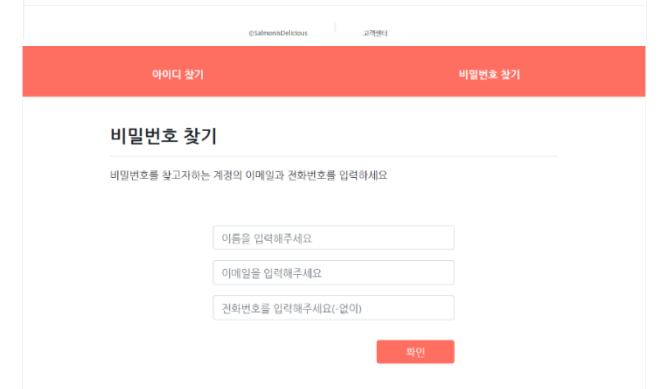 ©SalmonisDelicious 고객센터
아이디 찾기 비밀번호 찾기
비밀번호 찾기
비밀번호를 찾고자하는 계정의 이메일과 전화번호를 입력하세요
이름을 입력해주세요
이메일을 입력해주세요
전화번호를 입력해주세요(-없이)
확인